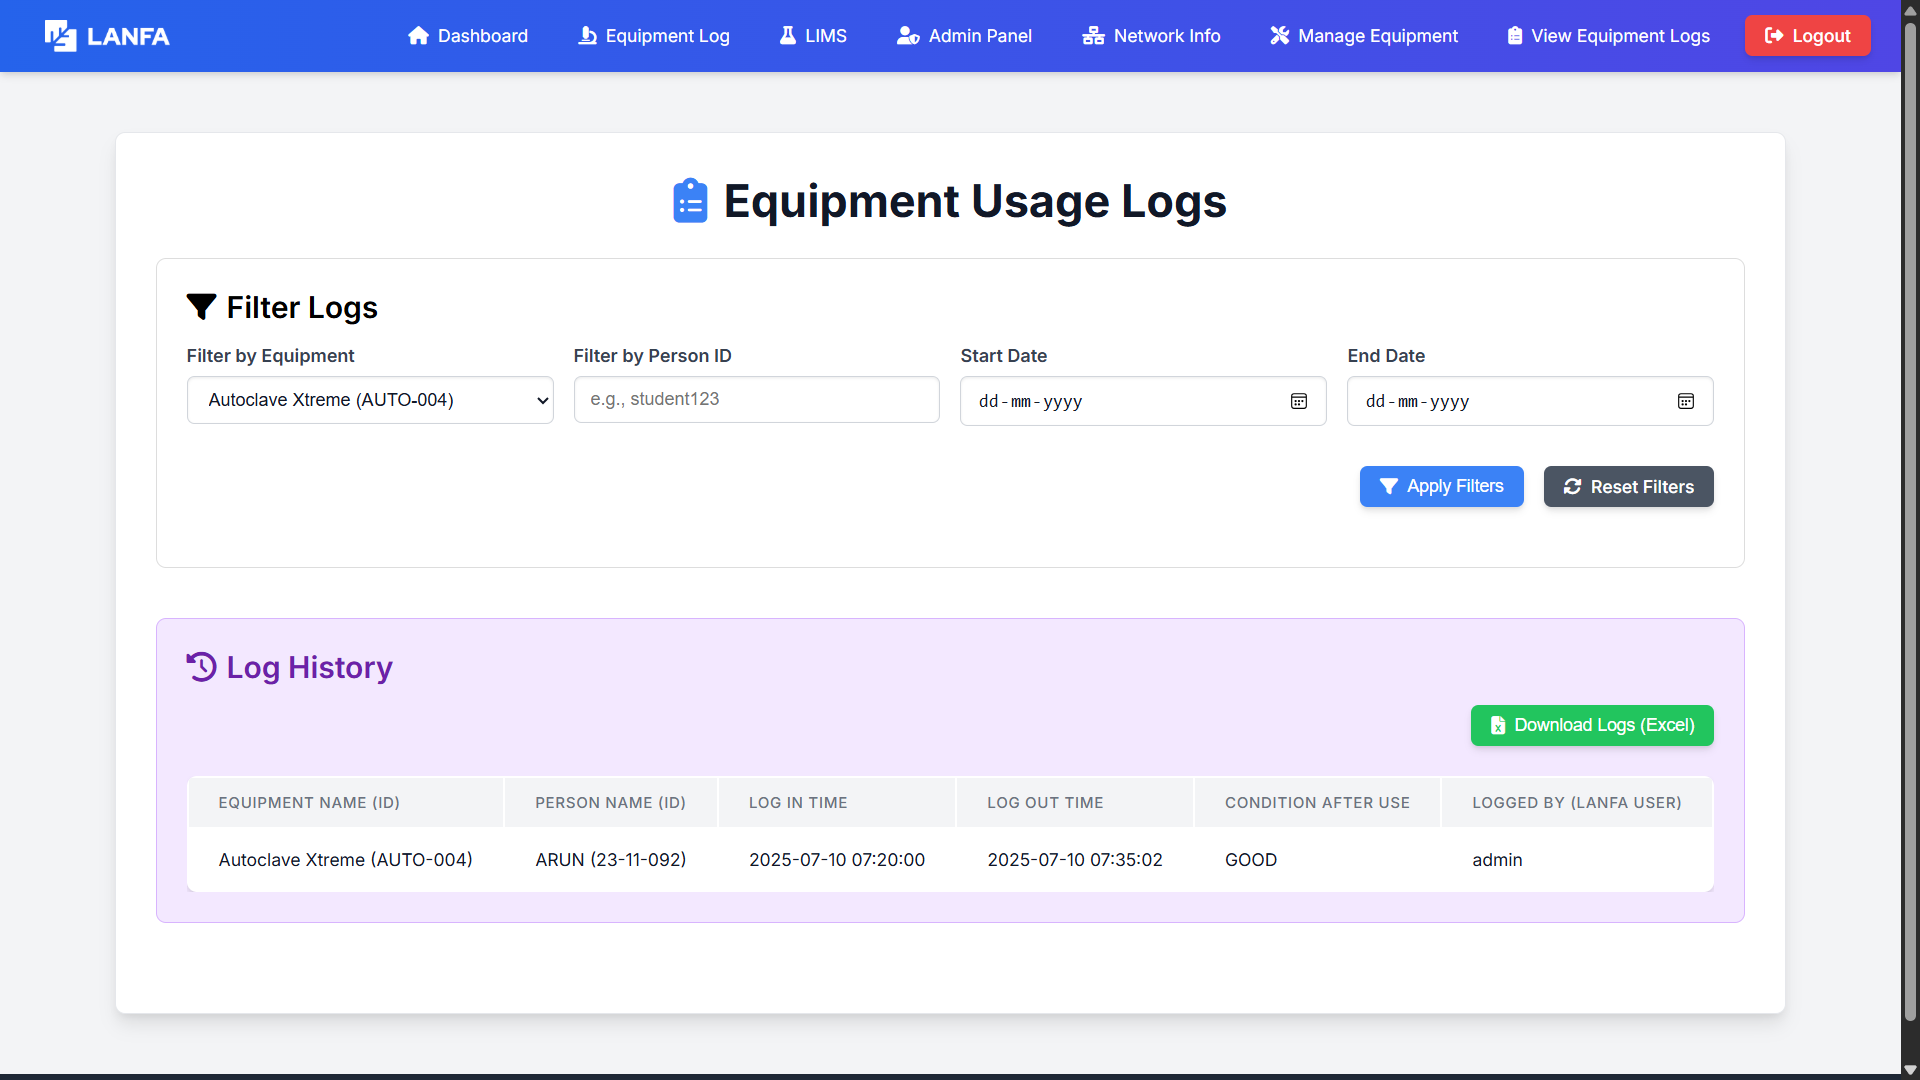 LANFA
Dashboard Equipment Log LIMS Admin Panel Network Info Manage Equipment View Equipment Logs Logout
Equipment Usage Logs
Filter Logs
Filter by Equipment Filter by Person ID Start Date End Date
Autoclave Xtreme (AUTO-004) e.g., student123 dd-mm-yyyy dd-mm-yyyy
Apply Filters Reset Filters
Log History
Download Logs (Excel)
EQUIPMENT NAME (ID) PERSON NAME (ID) LOG IN TIME LOG OUT TIME CONDITION AFTER USE LOGGED BY (LANFA USER)
Autoclave Xtreme (AUTO-004) ARUN (23-11-092) 2025-07-10 07:20:00 2025-07-10 07:35:02 GOOD admin